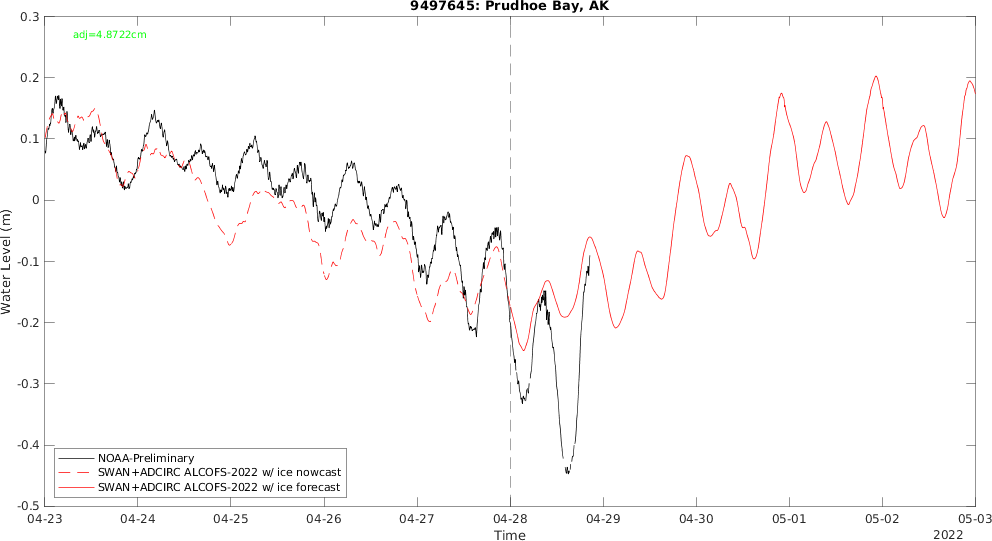 9497645: Prudhoe Bay, AK
adj=4.8722cm
0.3
0.2
0.1
0
-0.1
-0.2
-0.3
-0.4
-0.5
Water Level (m)
NOAA-Preliminary
SWAN+ADCIRC ALCOFS-2022 w/ ice nowcast
SWAN+ADCIRC ALCOFS-2022 w/ ice forecast
04-23 04-24 04-25 04-26 04-27 04-28 04-29 04-30 05-01 05-02 05-03
Time
2022